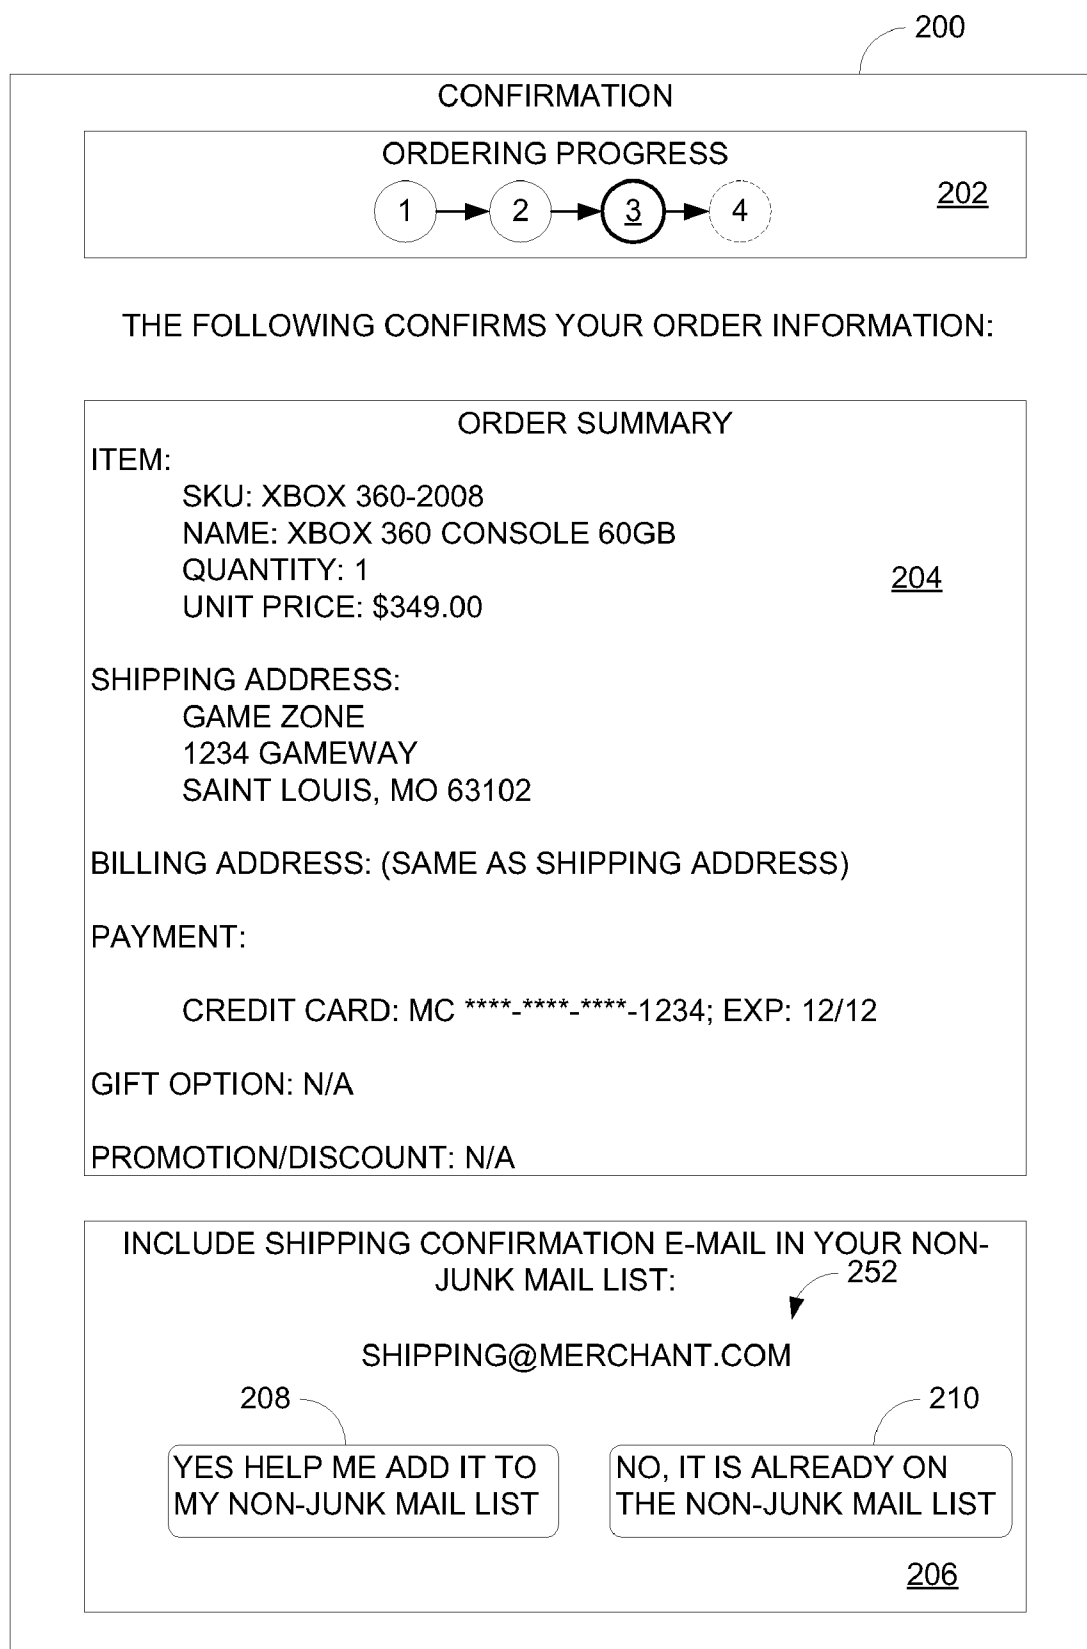 200
CONFIRMATION
ORDERING PROGRESS
202
1 2 3 4
THE FOLLOWING CONFIRMS YOUR ORDER INFORMATION:
ORDER SUMMARY
ITEM:
SKU: XBOX 360-2008
NAME: XBOX 360 CONSOLE 60GB
QUANTITY: 1
204
UNIT PRICE: $349.00
SHIPPING ADDRESS:
GAME ZONE
1234 GAMEWAY
SAINT LOUIS, MO 63102
BILLING ADDRESS: (SAME AS SHIPPING ADDRESS)
PAYMENT:
CREDIT CARD: MC ****-****-****-1234; EXP: 12/12
GIFT OPTION: N/A
PROMOTION/DISCOUNT: N/A
INCLUDE SHIPPING CONFIRMATION E-MAIL IN YOUR NON-
JUNK MAIL LIST:
252
SHIPPING@MERCHANT.COM
208
210
YES HELP ME ADD IT TO
MY NON-JUNK MAIL LIST
NO, IT IS ALREADY ON
THE NON-JUNK MAIL LIST
206